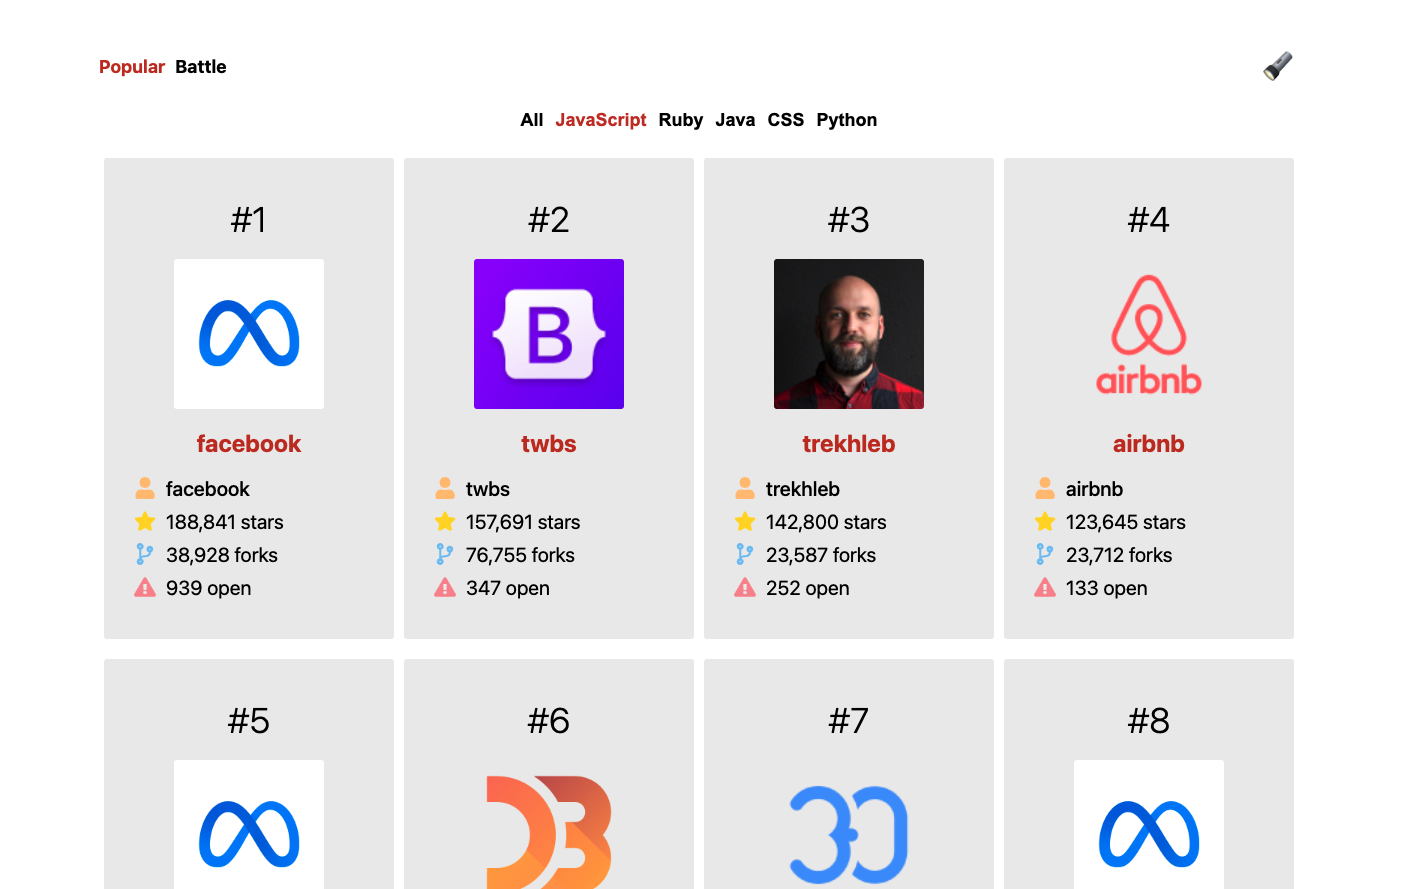 Popular Battle
All JavaScript Ruby Java CSS Python
#1
facebook
facebook
188,841 stars
38,928 forks
939 open
#2
B
twbs
twbs
157,691 stars
76,755 forks
347 open
#3
trekhleb
trekhleb
142,800 stars
23,587 forks
252 open
#4
airbnb
airbnb
airbnb
123,645 stars
23,712 forks
133 open
#5
#6
#7
30
#8